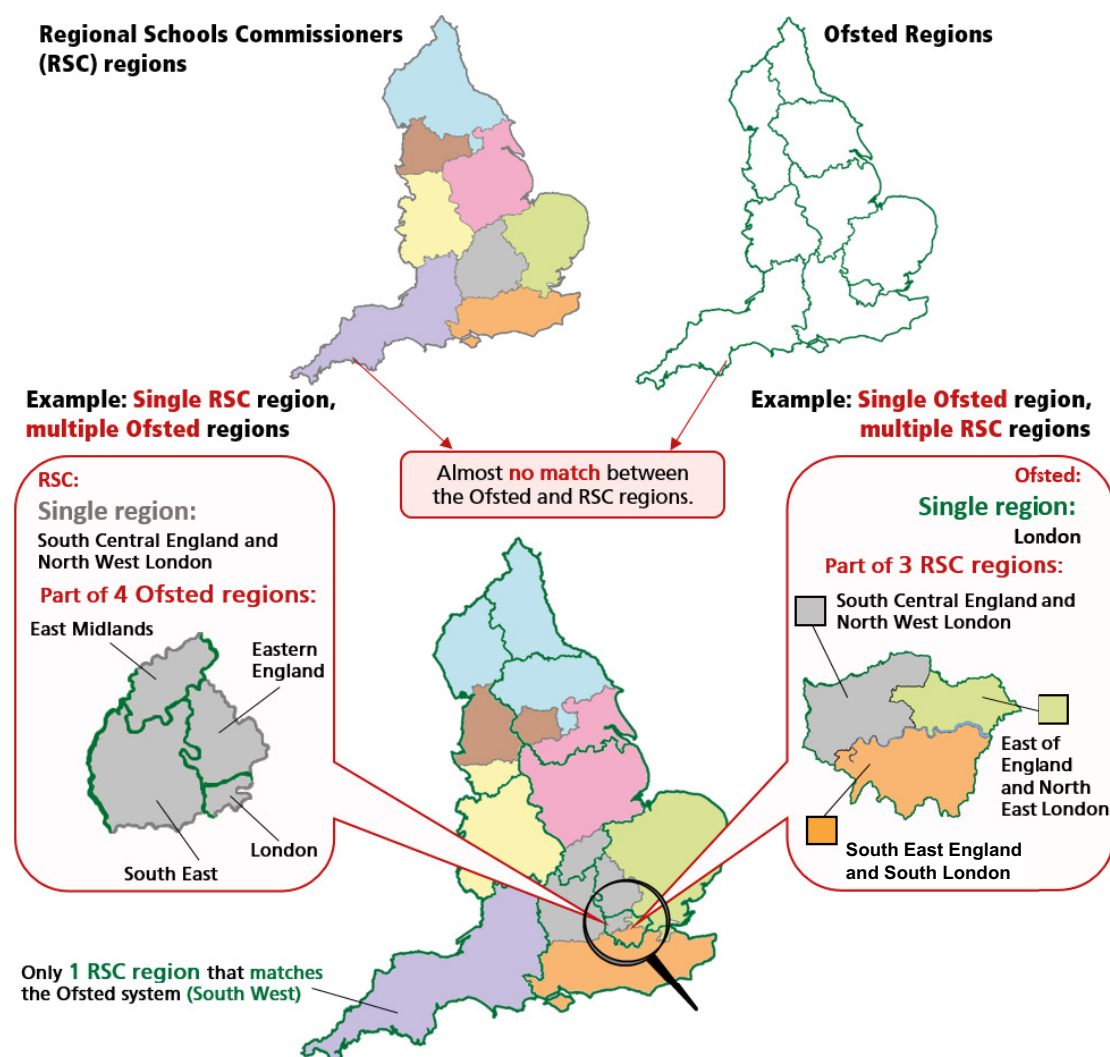 Regional Schools Commissioners
(RSC) regions
Ofsted Regions
Example: Single RSC region,
multiple Ofsted regions
Example: Single Ofsted region,
multiple RSC regions
Almost no match between
the Ofsted and RSC regions.
RSC:
Single region:
South Central England and
North West London
Part of 4 Ofsted regions:
East Midlands
Eastern
England
London
South East
Ofsted:
Single region:
London
Part of 3 RSC regions:
South Central England and
North West London
East of
England
and North
East London
South East England
and South London
Only 1 RSC region that matches
the Ofsted system (South West)